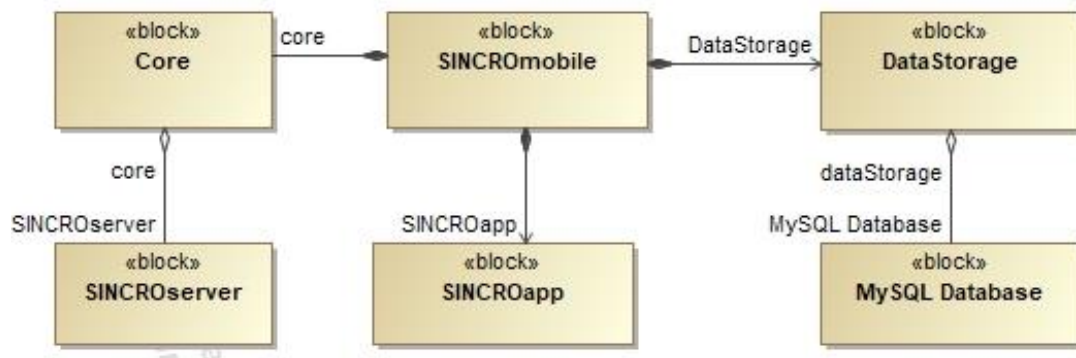 «block»
Core
core
«block»
SINCROmobile
DataStorage
«block»
DataStorage
core
SINCROserver
SINCROapp
dataStorage
MySQL Database
«block»
SINCROserver
«block»
SINCROapp
«block»
MySQL Database